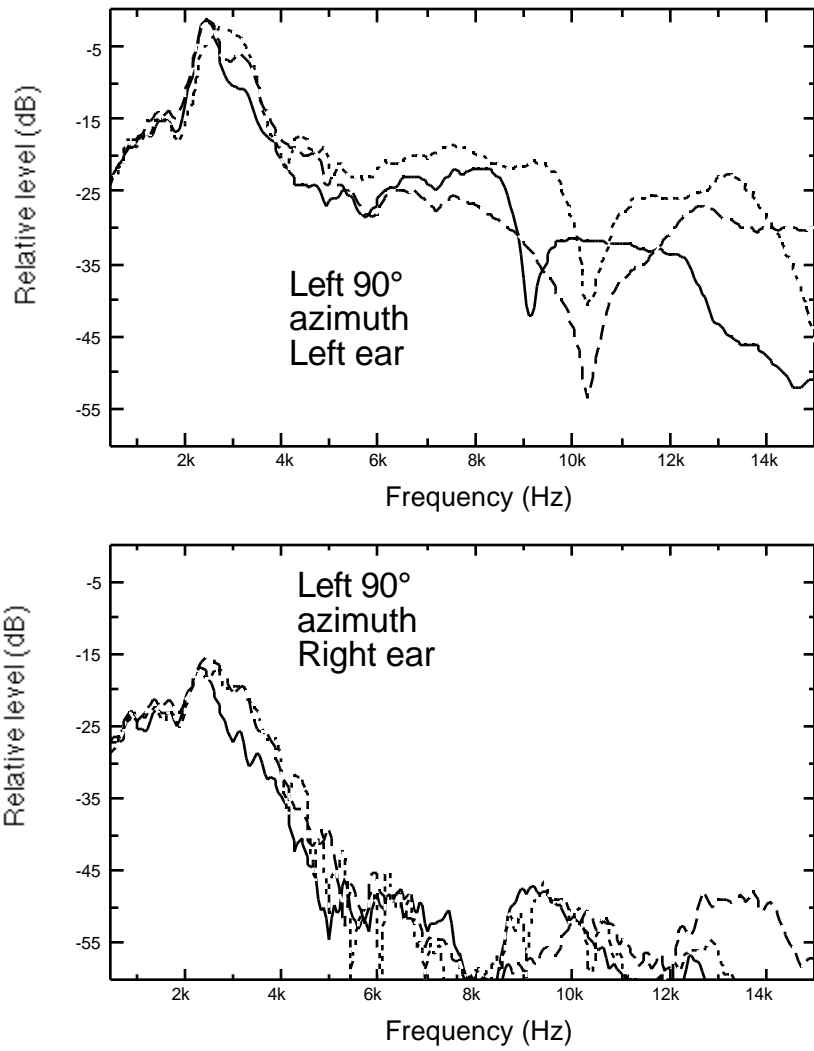 Relative level (dB)
-5
-15
-25
-35
-45
-55
Left 90°
azimuth
Left ear
2k 4k 6k 8k 10k 12k 14k
Frequency (Hz)
Relative level (dB)
-5
-15
-25
-35
-45
-55
Left 90°
azimuth
Right ear
2k 4k 6k 8k 10k 12k 14k
Frequency (Hz)